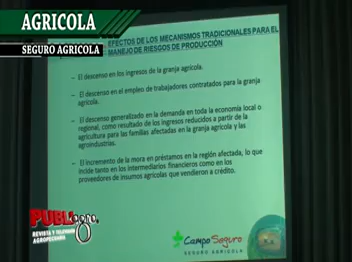 AGRICOLA
SEGURO AGRICOLA
EFECTOS DE LOS MECANISMOS TRADICIONALES PARA EL
MANEJO DE RIESGOS DE PRODUCCIÓN
– El descenso en los ingresos de la granja agrícola.
– El descenso en el empleo de trabajadores contratados para la granja
agrícola.
– El descenso generalizado en la demanda en toda la economía local o
regional, como resultado de los ingresos reducidos a partir de la
agricultura para las familias afectadas en la granja agrícola y las
agroindustrias.
– El incremento de la mora en préstamos en la región afectada, lo que
incide tanto en los intermediarios financieros como en los
proveedores de insumos agrícolas que vendieron a crédito.
PUBLiagro
REVISTA Y TELEVISION
AGROPECUARIO
Campo Seguro
SEGURO AGRÍCOLA